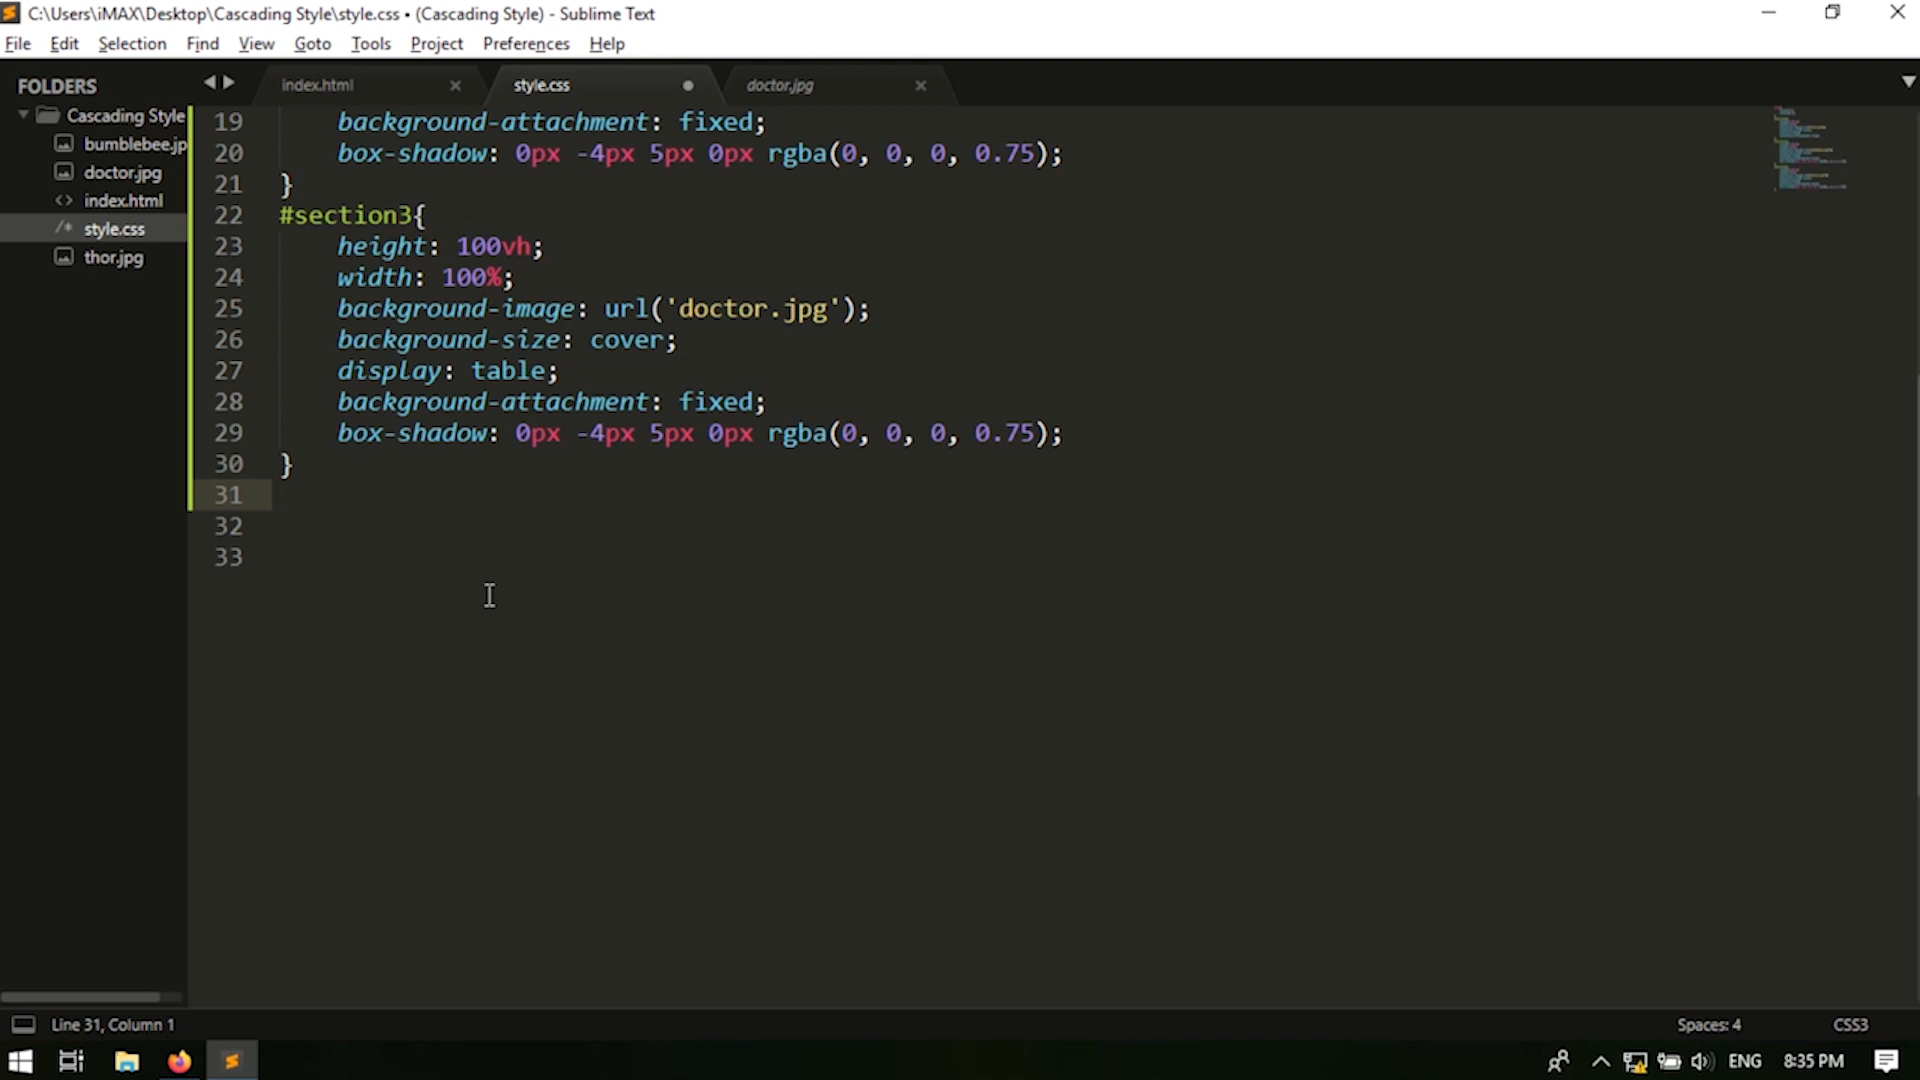 C:\Users\iMAX\Desktop\Cascading Style\style.css • (Cascading Style) - Sublime Text
File Edit Selection Find View Goto Tools Project Preferences Help
FOLDERS
index.html
style.css
doctor.jpg
Cascading Style
bumblebee.jp
doctor.jpg
index.html
/* style.css
thor.jpg
19 background-attachment: fixed;
20 box-shadow: 0px -4px 5px 0px rgba(0, 0, 0, 0.75);
21 }
22 #section3{
23 height: 100vh;
24 width: 100%;
25 background-image: url('doctor.jpg');
26 background-size: cover;
27 display: table;
28 background-attachment: fixed;
29 box-shadow: 0px -4px 5px 0px rgba(0, 0, 0, 0.75);
30 }
31
32
33
Line 31, Column 1
Spaces: 4
CSS3
ENG
8:35 PM